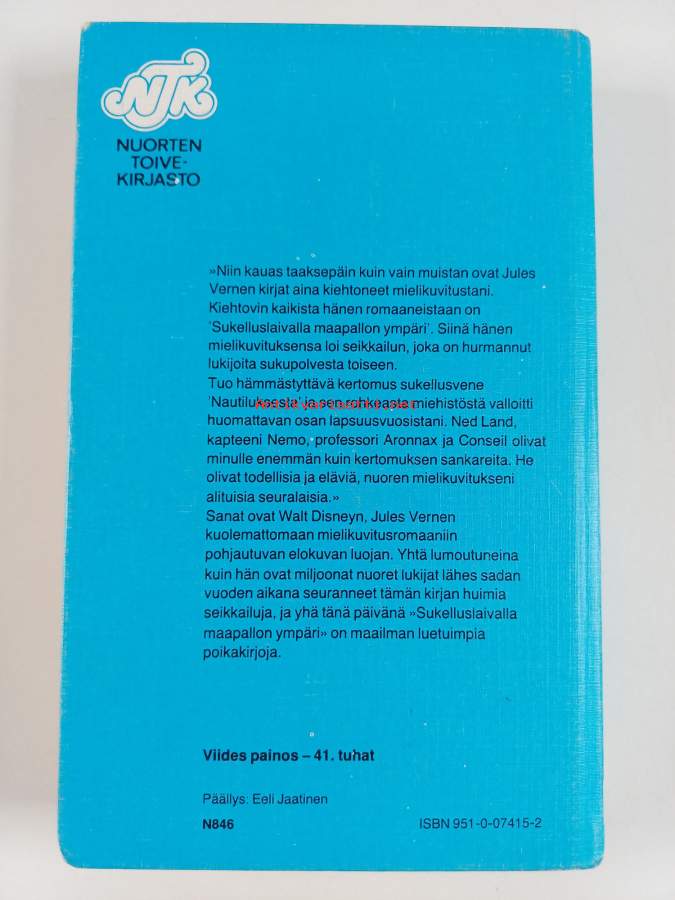 NTK
NUORTEN
TOIVE-
KIRJASTO
»Niin kauas taaksepäin kuin vain muistan ovat Jules
Vernen kirjat aina kiehtoneet mielikuvitustani.
Kiehtovin kaikista hänen romaaneistaan on
'Sukelluslaivalla maapallon ympäri'. Siinä hänen
mielikuvituksensa loi seikkailun, joka on hurmannut
lukijoita sukupolvesta toiseen.
Tuo hämmästyttävä kertomus sukellusvene
'Nautiluksesta' ja sen rohkeasta miehistöstä valloitti
huomattavan osan lapsuusvuosistani. Ned Land,
kapteeni Nemo, professori Aronnax ja Conseil olivat
minulle enemmän kuin kertomuksen sankareita. He
olivat todellisia ja eläviä, nuoren mielikuvitukseni
alituisia seuralaisia.»
Sanat ovat Walt Disneyn, Jules Vernen
kuolemattomaan mielikuvitusromaaniin
pohjautuvan elokuvan luojan. Yhtä lumoutuneina
kuin hän ovat miljoonat nuoret lukijat lähes sadan
vuoden aikana seuranneet tämän kirjan huimia
seikkailuja, ja yhä tänä päivänä »Sukelluslaivalla
maapallon ympäri» on maailman luetuimpia
poikakirjoja.
Viides painos – 41. tuhat
Päällys: Eeli Jaatinen
N846 ISBN 951-0-07415-2